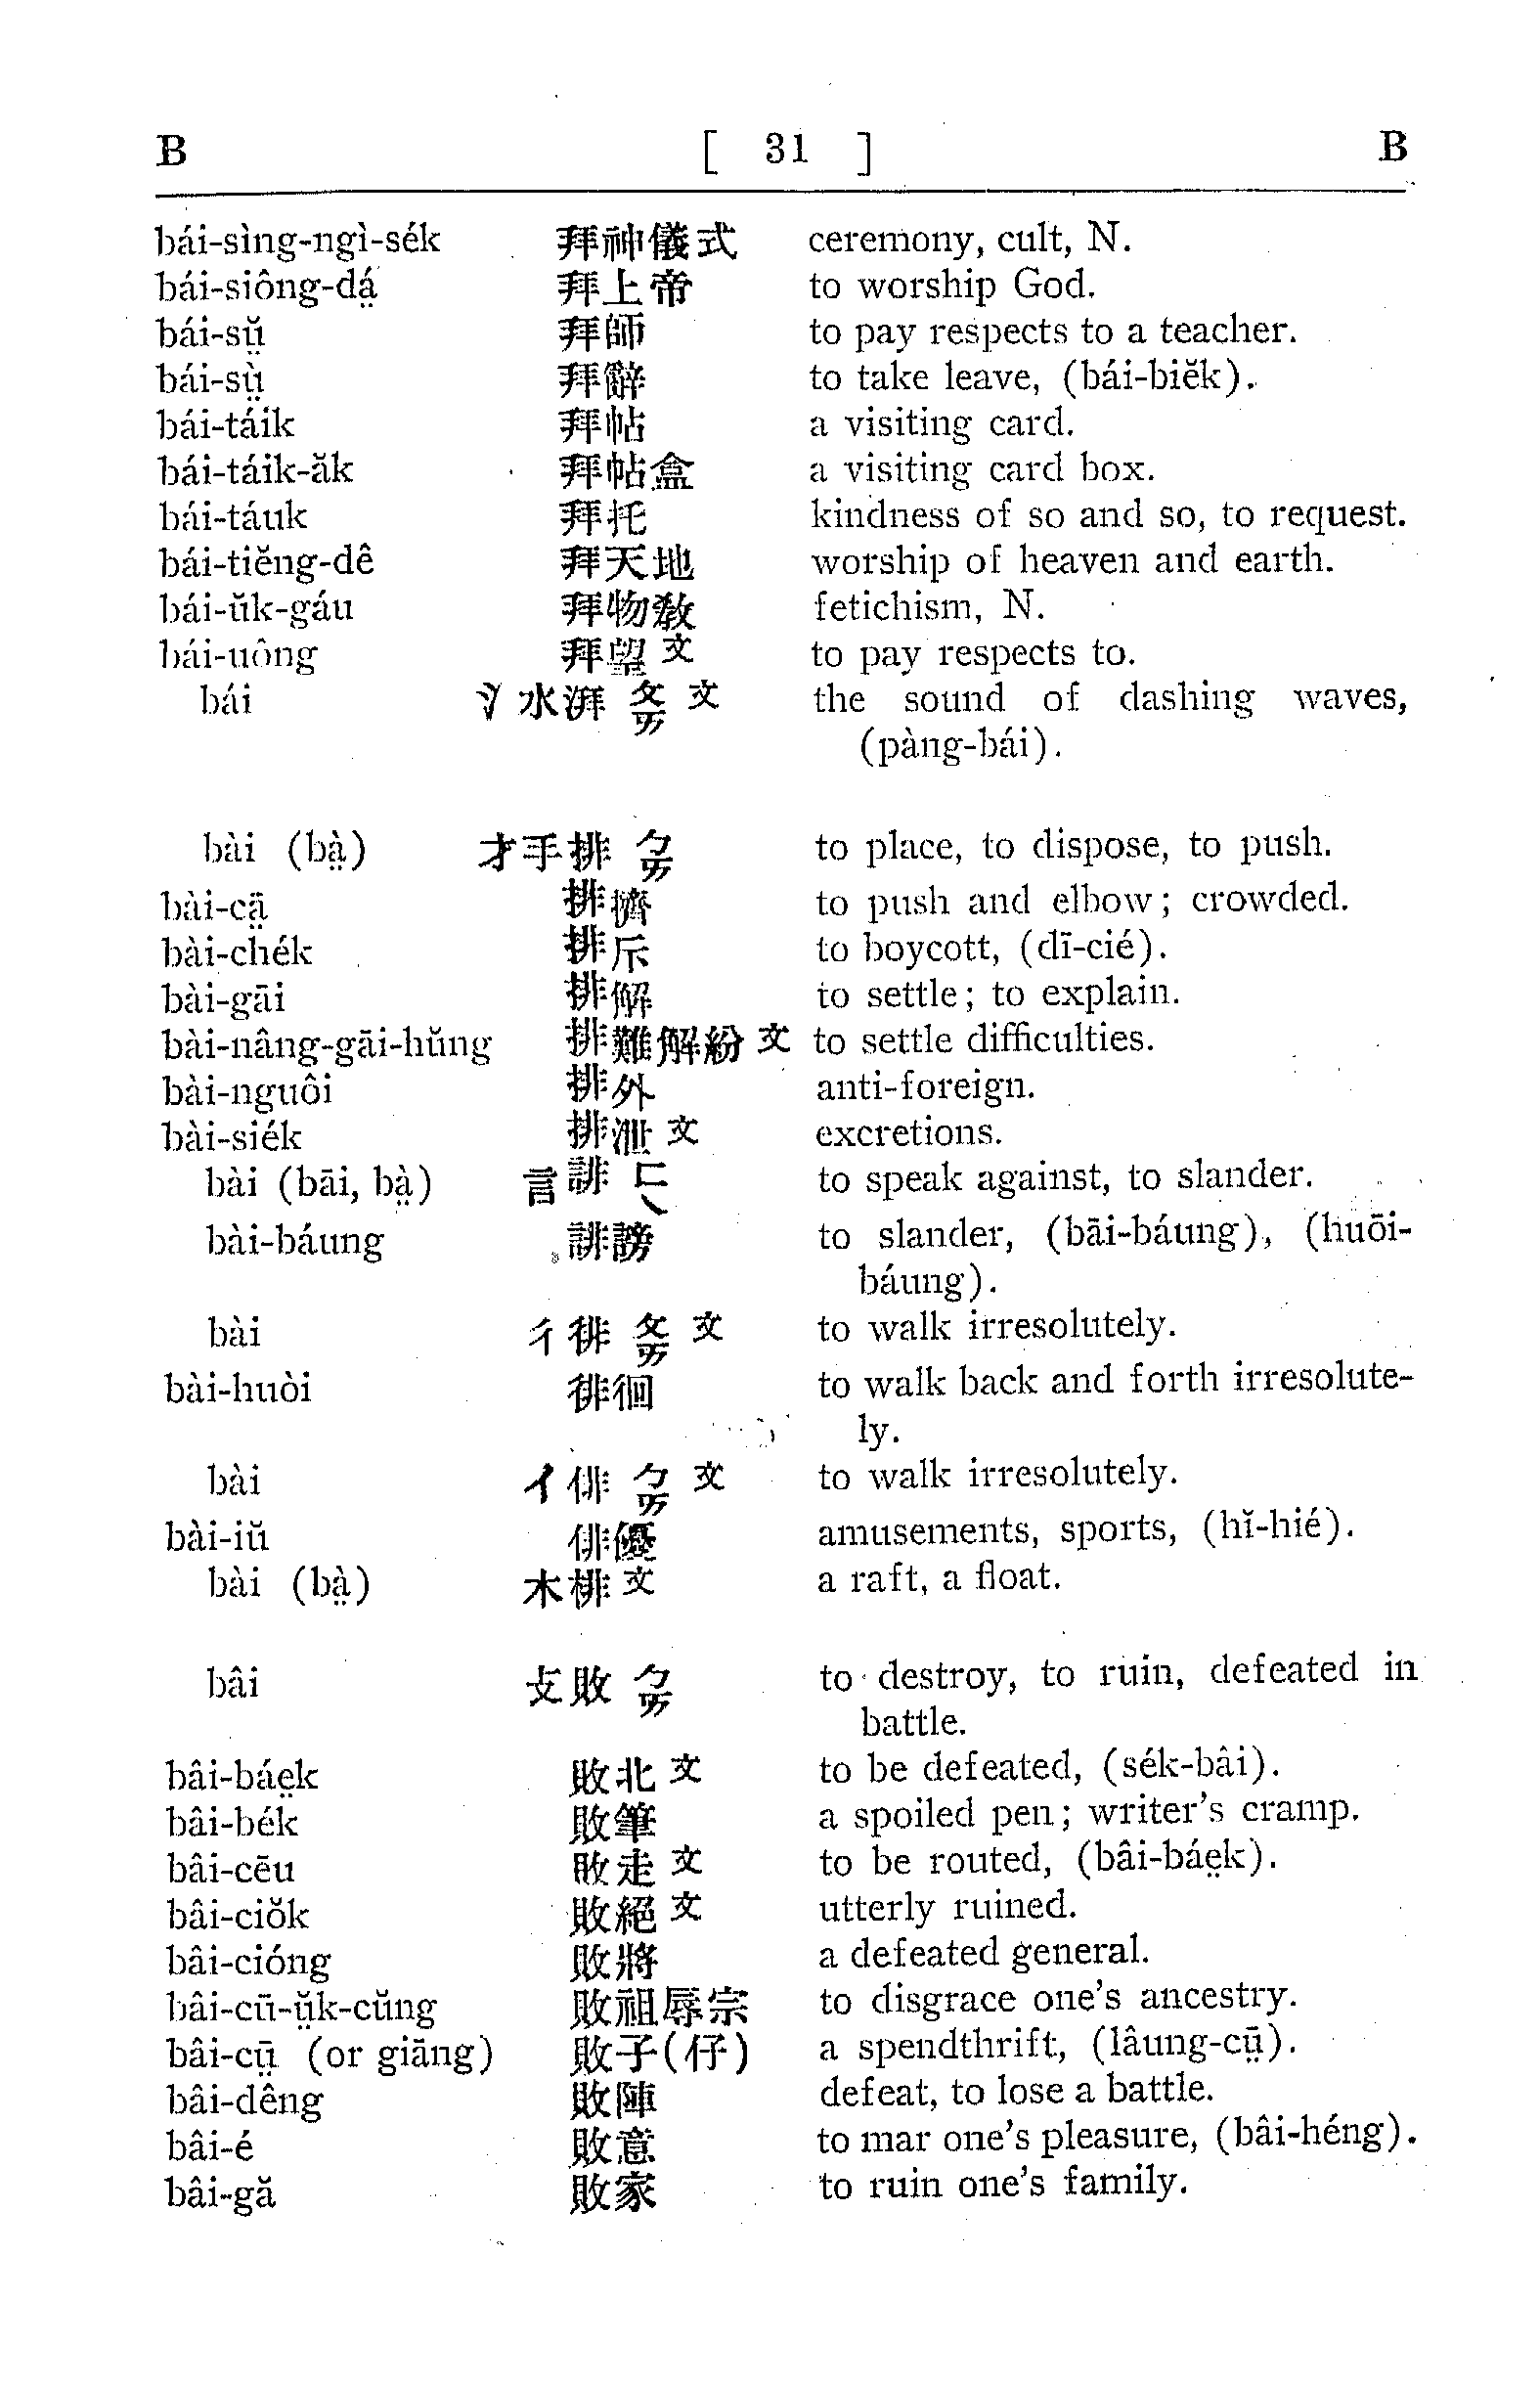 B [ 31 ] B
bái-sìng-ngì-sék 拜神儀式 ceremony, cult, N.
bái-siông-dá̤ 拜上帝 to worship God.
bái-sṳ̆ 拜師 to pay respects to a teacher.
bái-sṳ̀ 拜辭 to take leave, (bái-biĕk).
bái-táik 拜帖 a visiting card.
bái-táik-ăk 拜帖盒 a visiting card box.
bái-táuk 拜托 kindness of so and so, to request.
bái-tiĕng-dê 拜天地 worship of heaven and earth.
bái-ŭk-gáu 拜物敎 fetichism, N.
bái-uông 拜望 文 to pay respects to.
bái 氵水湃 ㄆㄞ 文 the sound of dashing waves,
(pàng-bái).
bài (bà̤) 扌手排 ㄅㄞ to place, to dispose, to push.
bài-cā̤ 排擠 to push and elbow; crowded.
bài-chék 排斥 to boycott, (dī-cié).
bài-gāi 排解 to settle; to explain.
bài-nâng-gāi-hŭng 排難解紛 文 to settle difficulties.
bài-nguôi 排外 anti-foreign.
bài-siék 排泄 文 excretions.
bài (bāi, bà̤) 言誹 ㄈㄟ to speak against, to slander.
bài-báung 誹謗 to slander, (bāi-báung), (huōi-
báung).
bài 彳徘 ㄆㄞ 文 to walk irresolutely.
bài-huòi 徘徊 to walk back and forth irresolute-
ly.
bài 亻俳 ㄅㄞ 文 to walk irresolutely.
bài-iŭ 俳優 amusements, sports, (hĭ-hié).
bài (bà̤) 木棑 文 a raft, a float.
bâi 攴敗 ㄅㄞ to destroy, to ruin, defeated in
battle.
bâi-báe̤k 敗北 文 to be defeated, (sék-bâi).
bâi-bék 敗筆 a spoiled pen; writer's cramp.
bâi-cēu 敗走 文 to be routed, (bâi-báe̤k).
bâi-ciŏk 敗絕 文 utterly ruined.
bâi-cióng 敗將 a defeated general.
bâi-cū-ṳ̆k-cŭng 敗祖辱宗 to disgrace one's ancestry.
bâi-cṳ̄ (or giāng) 敗子(仔) a spendthrift, (lâung-cṳ̄).
bâi-dêng 敗陣 defeat, to lose a battle.
bâi-é 敗意 to mar one's pleasure, (bâi-héng).
bâi-gă 敗家 to ruin one's family.